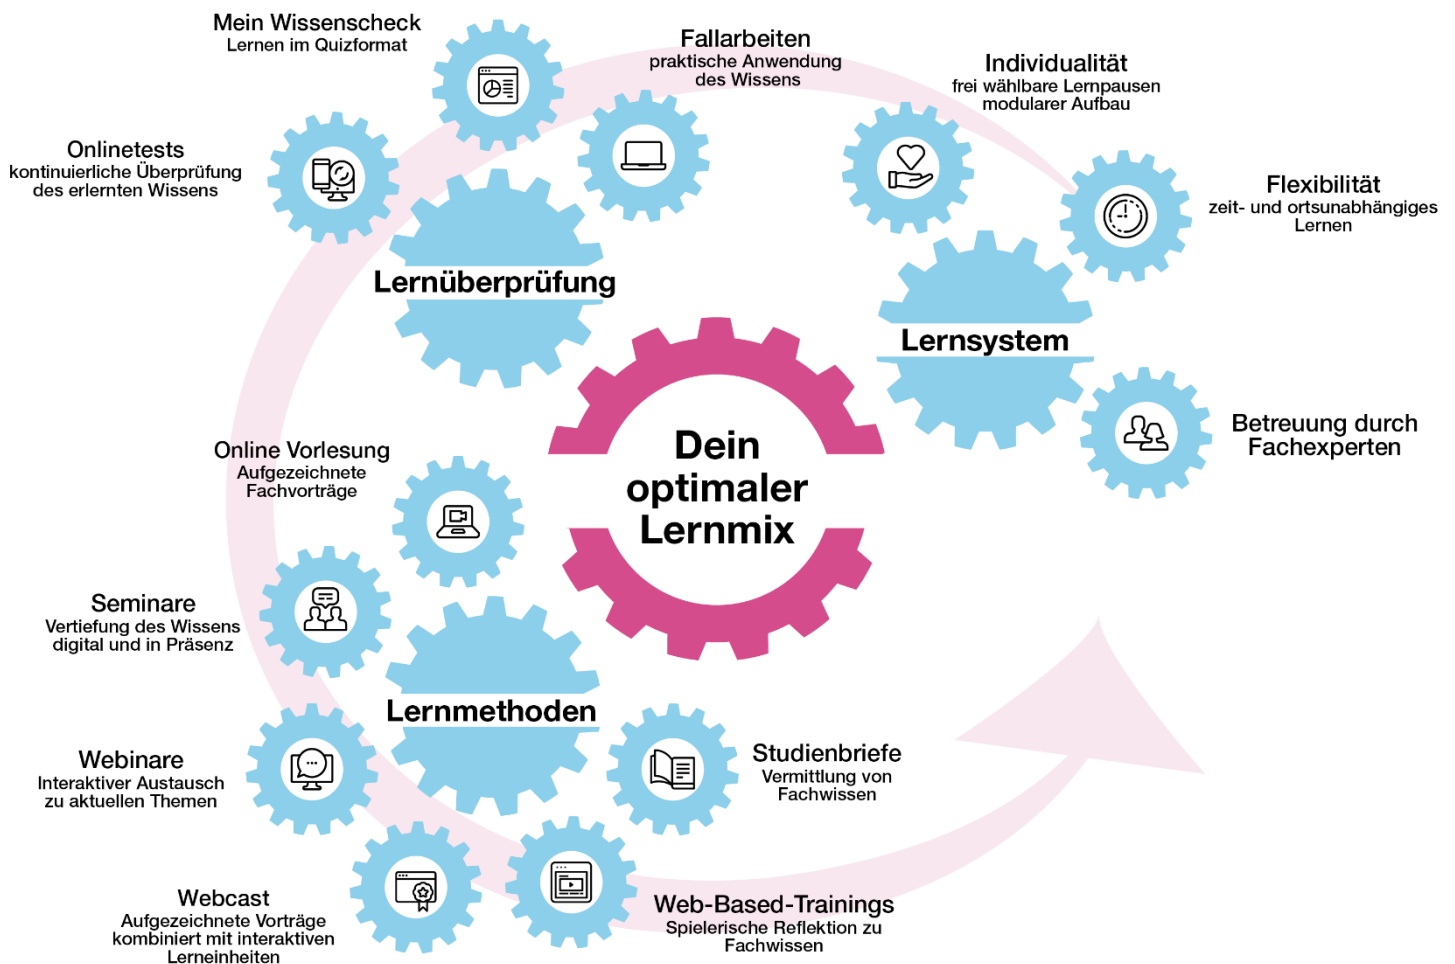 Mein Wissenscheck
Lernen im Quizformat
Fallarbeiten
praktische Anwendung
des Wissens
Individualität
frei wählbare Lernpausen
modularer Aufbau
Onlinetests
kontinuierliche Überprüfung
des erlernten Wissens
Flexibilität
zeit- und ortsunabhängiges
Lernen
Lernüberprüfung
Lernsystem
Betreuung durch
Fachexperten
Dein
optimaler
Lernmix
Online Vorlesung
Aufgezeichnete
Fachvorträge
Seminare
Vertiefung des Wissens
digital und in Präsenz
Lernmethoden
Webinare
Interaktiver Austausch
zu aktuellen Themen
Studienbriefe
Vermittlung von
Fachwissen
Webcast
Aufgezeichnete Vorträge
kombiniert mit interaktiven
Lerneinheiten
Web-Based-Trainings
Spielerische Reflektion zu
Fachwissen